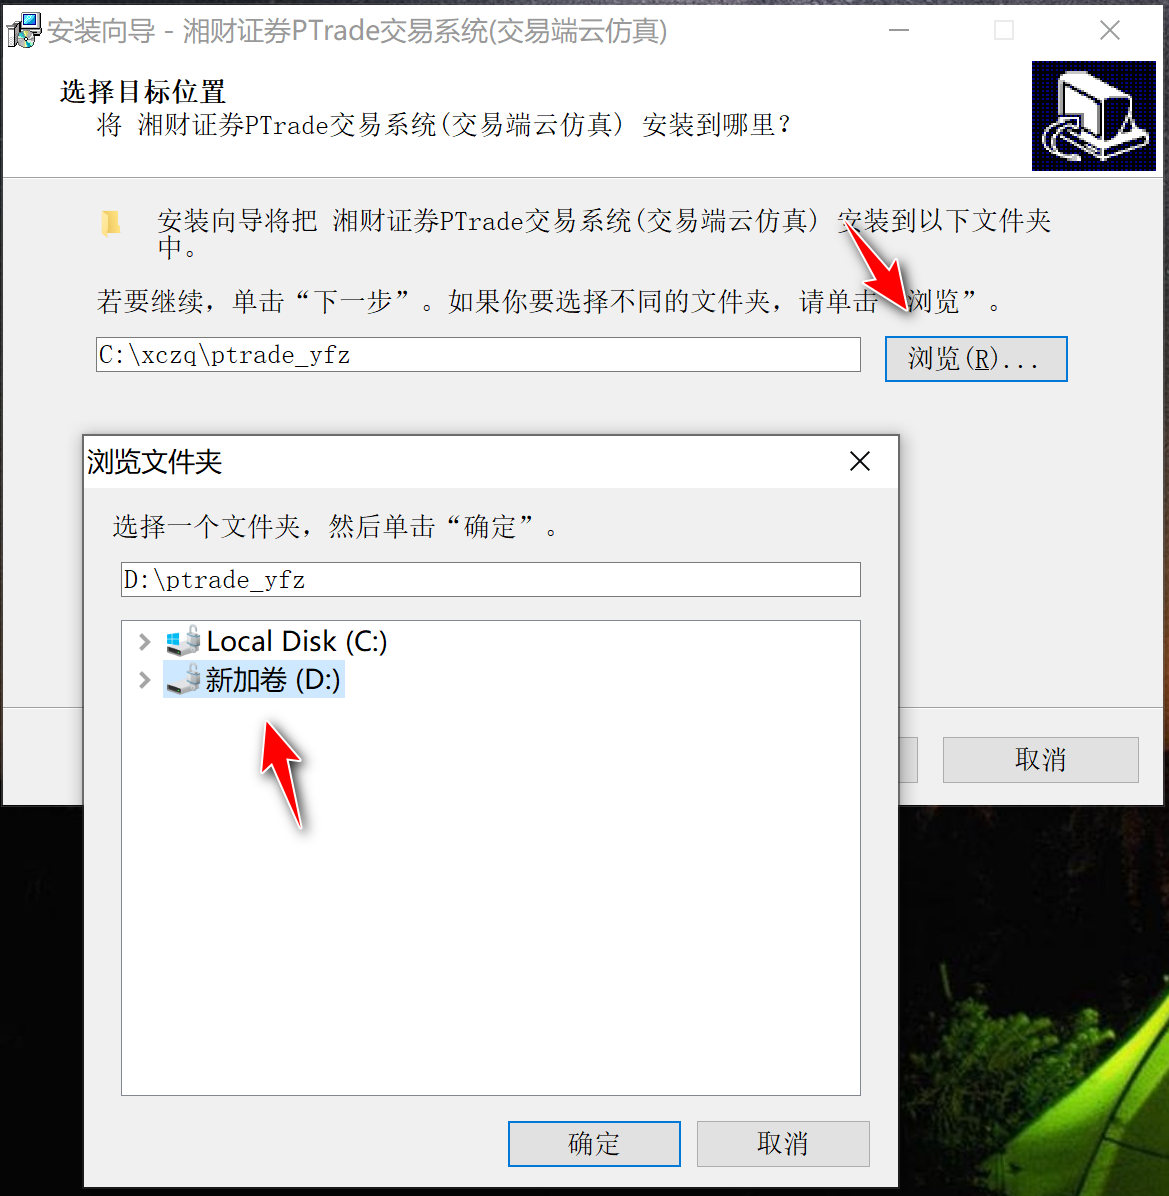 安装向导 - 湘财证券PTrade交易系统(交易端云仿真)
选择目标位置
将 湘财证券PTrade交易系统(交易端云仿真) 安装到哪里？
安装向导将把 湘财证券PTrade交易系统(交易端云仿真) 安装到以下文件夹
中。
若要继续，单击“下一步”。如果你要选择不同的文件夹，请单击“浏览”。
C:\xczq\ptrade_yfz
浏览(R)...
浏览文件夹
选择一个文件夹，然后单击“确定”。
D:\ptrade_yfz
Local Disk (C:)
新加卷 (D:)
取消
确定
取消